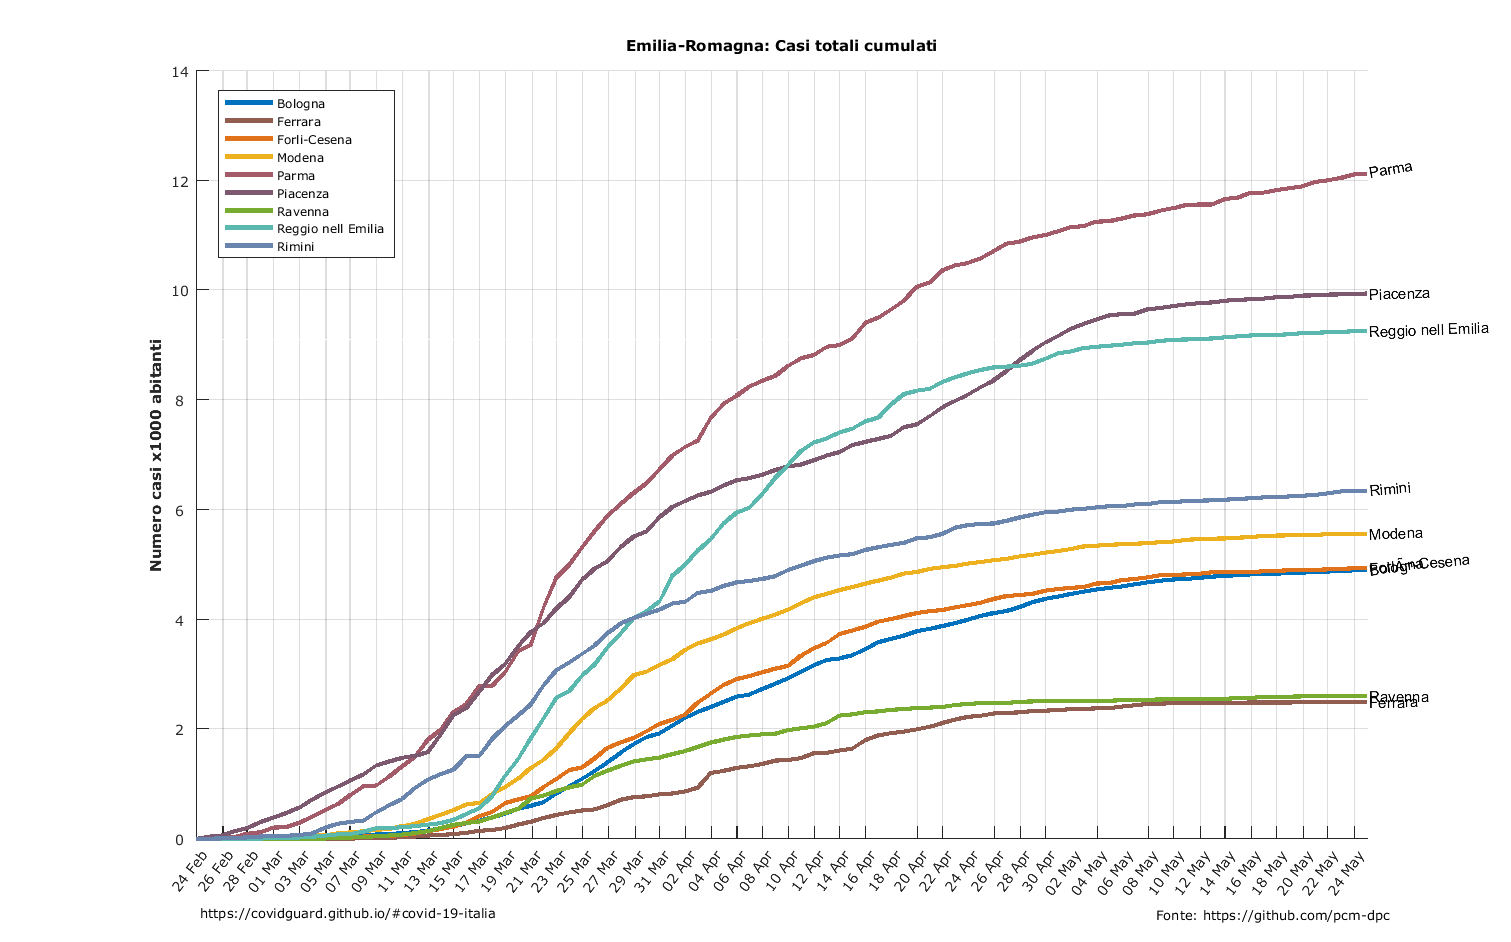 Emilia-Romagna: Casi totali cumulati
14
12
10
8
6
4
2
0
Numero casi x1000 abitanti
Bologna
Ferrara
Forli-Cesena
Modena
Parma
Piacenza
Ravenna
Reggio nell Emilia
Rimini
Parma
Piacenza
Reggio nell Emilia
Rimini
Modena
Bologna
Ravenna
Ferrara
24 Feb
26 Feb
28 Feb
01 Mar
03 Mar
05 Mar
07 Mar
09 Mar
11 Mar
13 Mar
15 Mar
17 Mar
19 Mar
21 Mar
23 Mar
25 Mar
27 Mar
29 Mar
31 Mar
02 Apr
04 Apr
06 Apr
08 Apr
10 Apr
12 Apr
14 Apr
16 Apr
18 Apr
20 Apr
22 Apr
24 Apr
26 Apr
28 Apr
30 Apr
02 May
04 May
06 May
08 May
10 May
12 May
14 May
16 May
18 May
20 May
22 May
24 May
https://covidguard.github.io/#covid-19-italia
Fonte: https://github.com/pcm-dpc